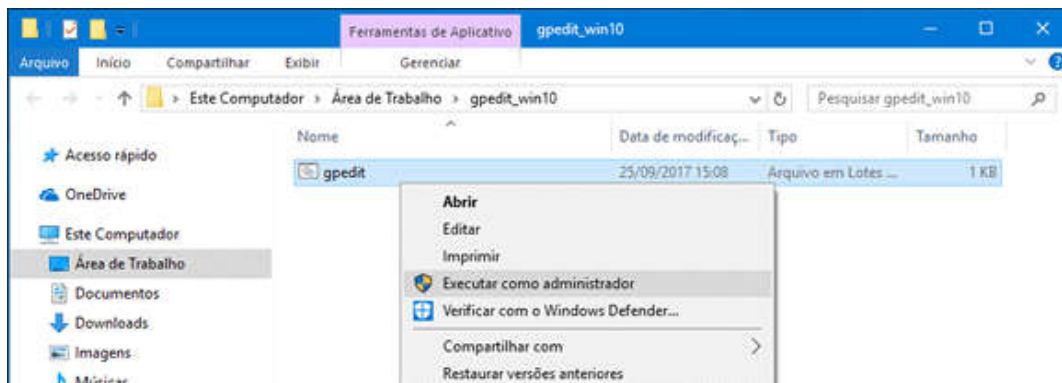 Ferramentas de Aplicativo gpedit_win10
Arquivo Início Compartilhar Exibir Gerenciar
Este Computador > Área de Trabalho > gpedit_win10 Pesquisar gpedit_win10
Nome Data de modificaç... Tipo Tamanho
Acesso rápido
gpedit 25/09/2017 15:08 Arquivo em Lotes ... 1 KB
OneDrive
Abrir
Editar
Este Computador
Imprimir
Área de Trabalho
Executar como administrador
Documentos
Verificar com o Windows Defender...
Downloads
Compartilhar com
Imagens
Restaurar versões anteriores
Músicas